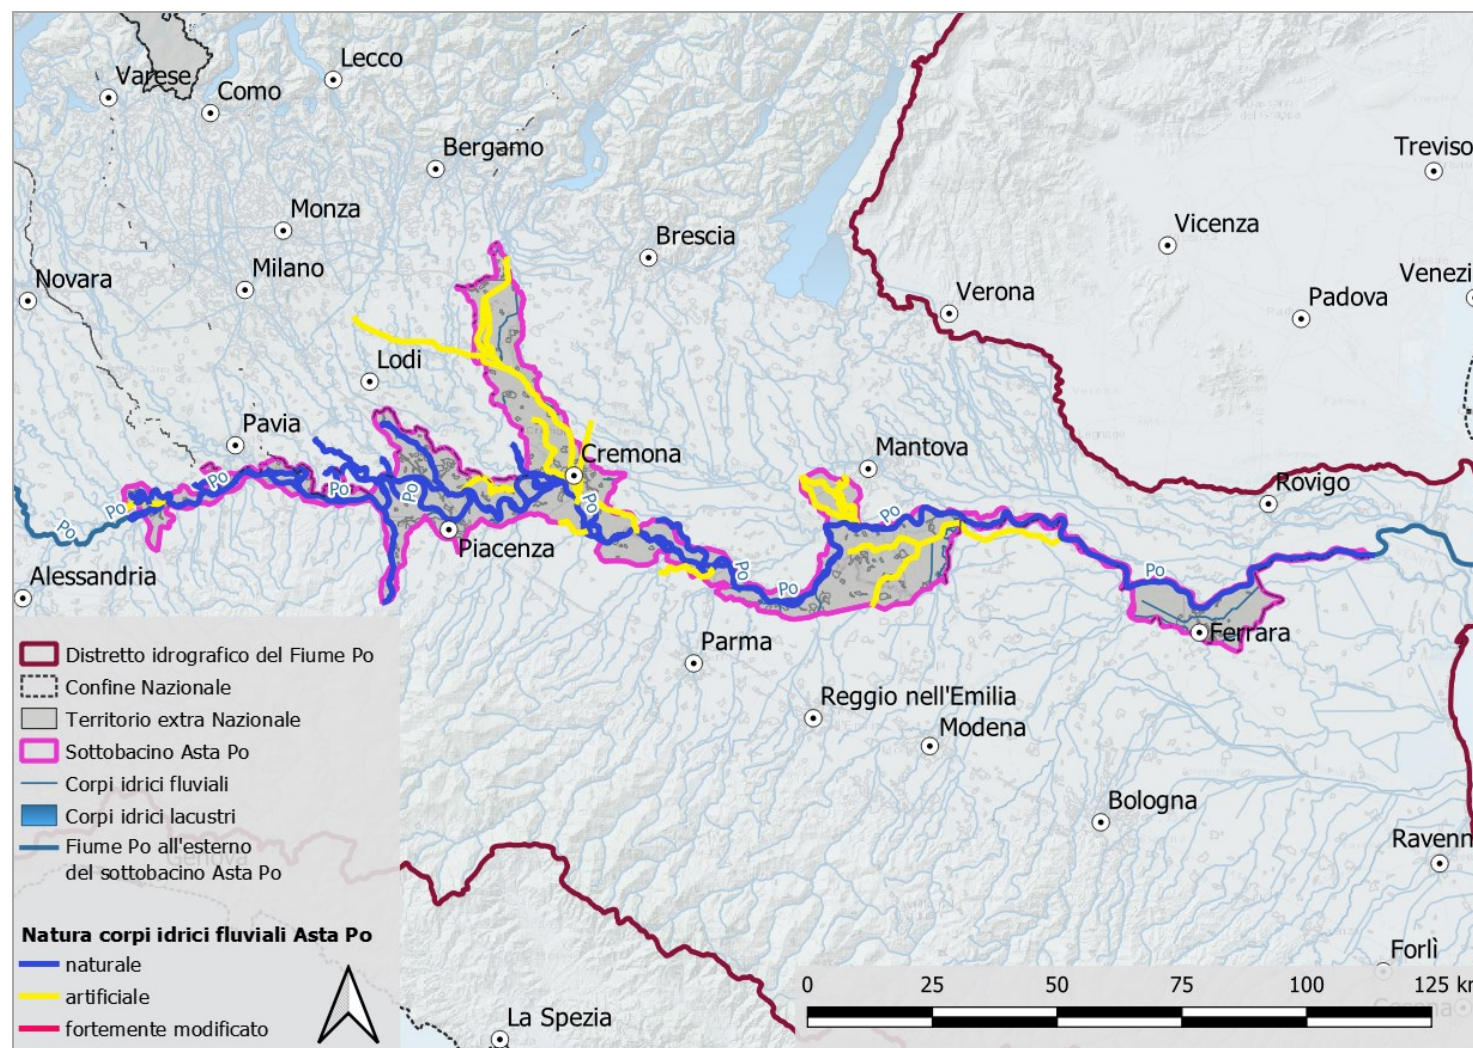 Lecco
Varese
Como
Bergamo
Treviso
Monza
Vicenza
Brescia
Milano
Novara
Venezi
Padova
Verona
Lodi
Pavia
Mantova
Cremona
Rovigo
Po
Po
Po
Po
Po
Po
Po
Po
Po
Po
Piacenza
Alessandria
Ferrara
Parma
Reggio nell'Emilia
Modena
Bologna
Ravenn
Genova
Forlì
Cesena
La Spezia
Distretto idrografico del Fiume Po
Confine Nazionale
Territorio extra Nazionale
Sottobacino Asta Po
Corpi idrici fluviali
Corpi idrici lacustri
Fiume Po all'esterno
del sottobacino Asta Po
Natura corpi idrici fluviali Asta Po
naturale
artificiale
fortemente modificato
0 25 50 75 100 125 km